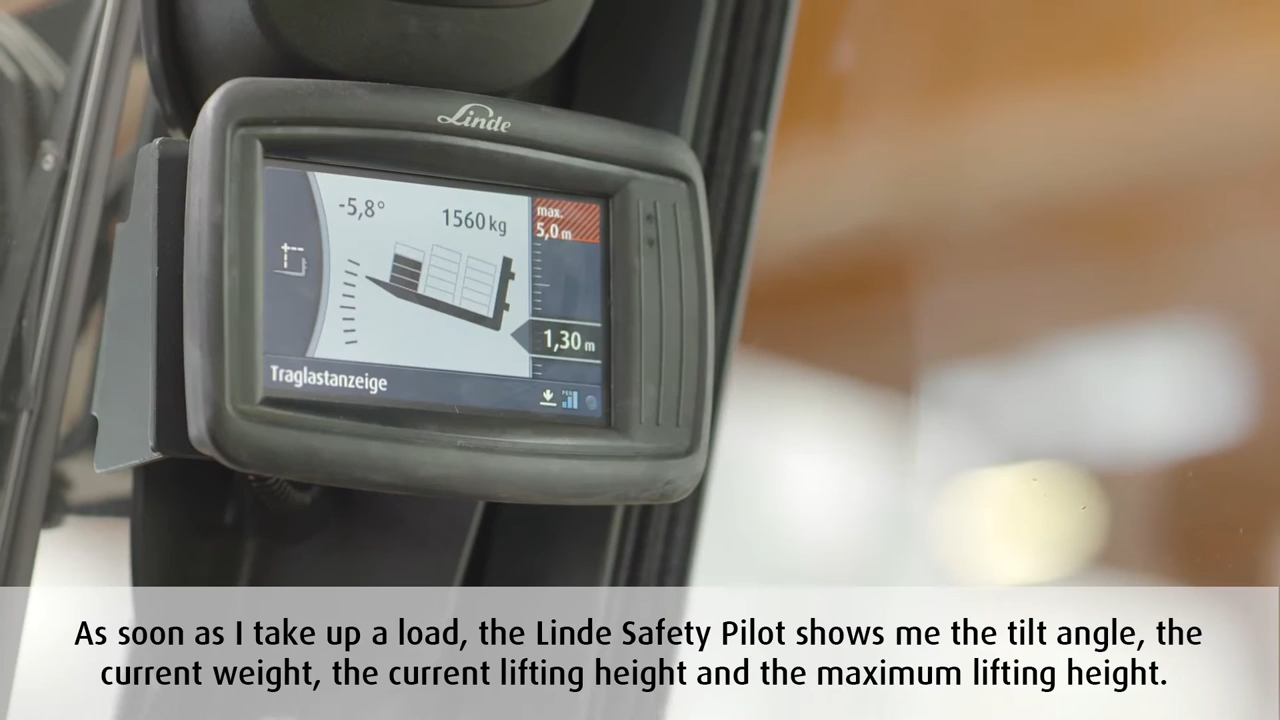 Linde
-5,8°
1560 kg
max.
5,0 m
1,30 m
Traglastanzeige
As soon as I take up a load, the Linde Safety Pilot shows me the tilt angle, the
current weight, the current lifting height and the maximum lifting height.